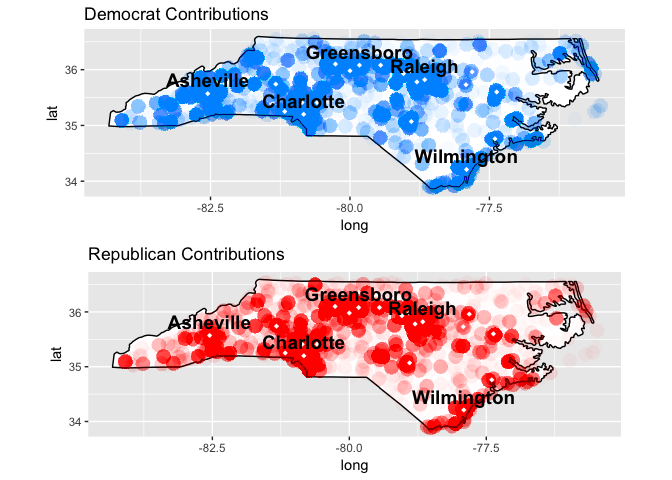 Democrat Contributions
36
35
34
lat
Greensboro
Asheville
Raleigh
Charlotte
Wilmington
-82.5
-80.0
-77.5
long
Republican Contributions
36
35
34
lat
Greensboro
Asheville
Raleigh
Charlotte
Wilmington
-82.5
-80.0
-77.5
long